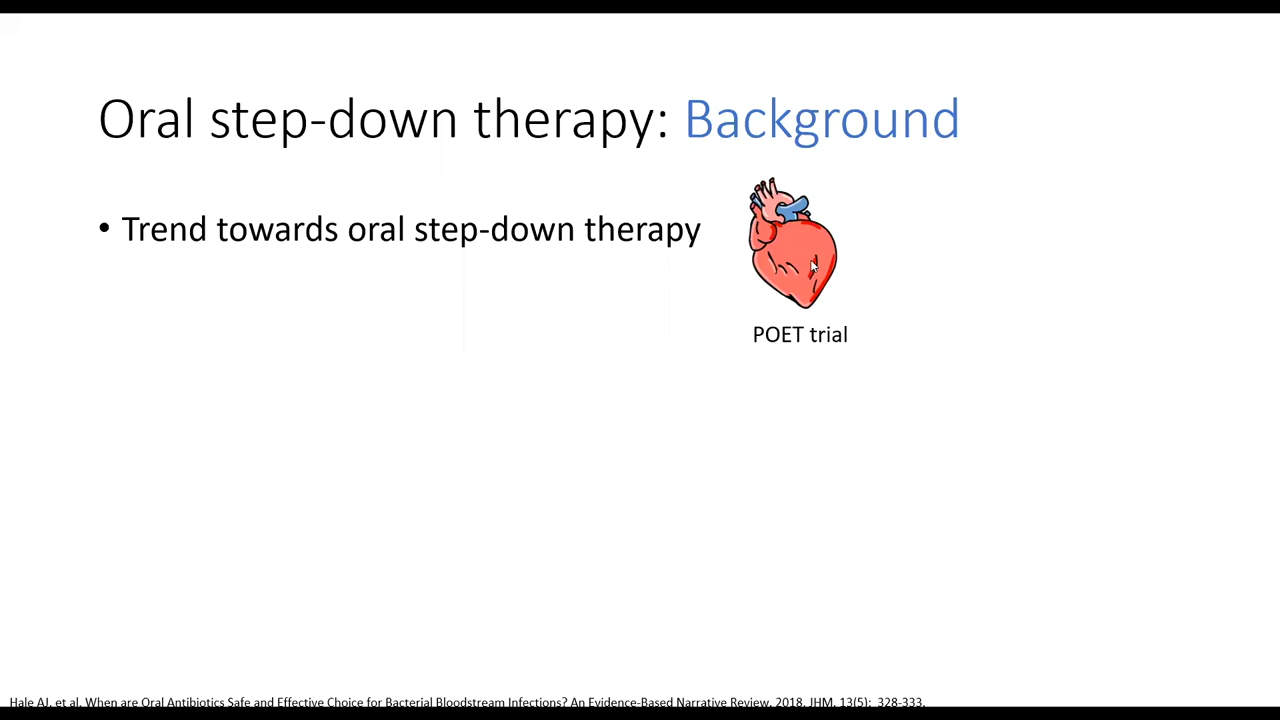 Oral step-down therapy: Background
• Trend towards oral step-down therapy
POET trial
Hale AJ, et al. When are Oral Antibiotics Safe and Effective Choice for Bacterial Bloodstream Infections? An Evidence-Based Narrative Review. 2018. JHM. 13(5): 328-333.